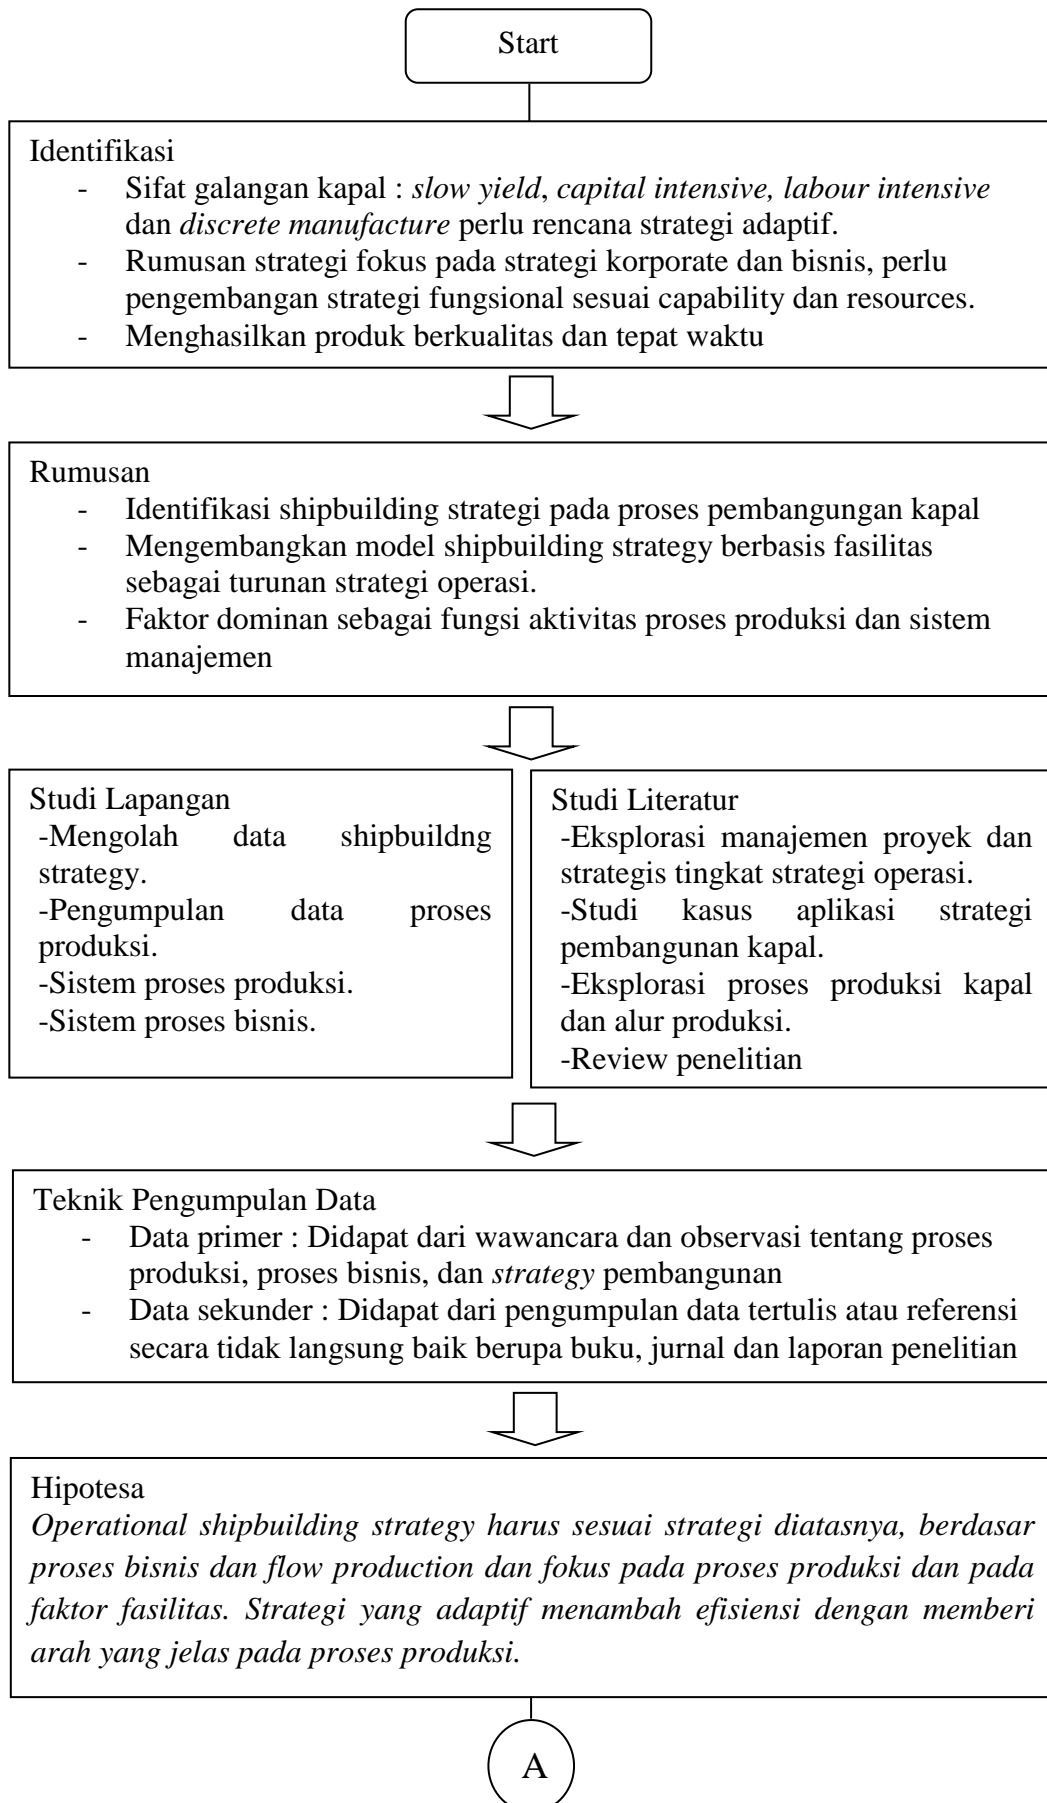 Start
Identifikasi
- Sifat galangan kapal : slow yield, capital intensive, labour intensive
dan discrete manufacture perlu rencana strategi adaptif.
- Rumusan strategi fokus pada strategi korporate dan bisnis, perlu
pengembangan strategi fungsional sesuai capability dan resources.
- Menghasilkan produk berkualitas dan tepat waktu
Rumusan
- Identifikasi shipbuilding strategi pada proses pembangungan kapal
- Mengembangkan model shipbuilding strategy berbasis fasilitas
sebagai turunan strategi operasi.
- Faktor dominan sebagai fungsi aktivitas proses produksi dan sistem
manajemen
Studi Lapangan
-Mengolah data shipbuildng
strategy.
-Pengumpulan data proses
produksi.
-Sistem proses produksi.
-Sistem proses bisnis.
Studi Literatur
-Eksplorasi manajemen proyek dan
strategis tingkat strategi operasi.
-Studi kasus aplikasi strategi
pembangunan kapal.
-Eksplorasi proses produksi kapal
dan alur produksi.
-Review penelitian
Teknik Pengumpulan Data
- Data primer : Didapat dari wawancara dan observasi tentang proses
produksi, proses bisnis, dan strategy pembangunan
- Data sekunder : Didapat dari pengumpulan data tertulis atau referensi
secara tidak langsung baik berupa buku, jurnal dan laporan penelitian
Hipotesa
Operational shipbuilding strategy harus sesuai strategi diatasnya, berdasar
proses bisnis dan flow production dan fokus pada proses produksi dan pada
faktor fasilitas. Strategi yang adaptif menambah efisiensi dengan memberi
arah yang jelas pada proses produksi.
A